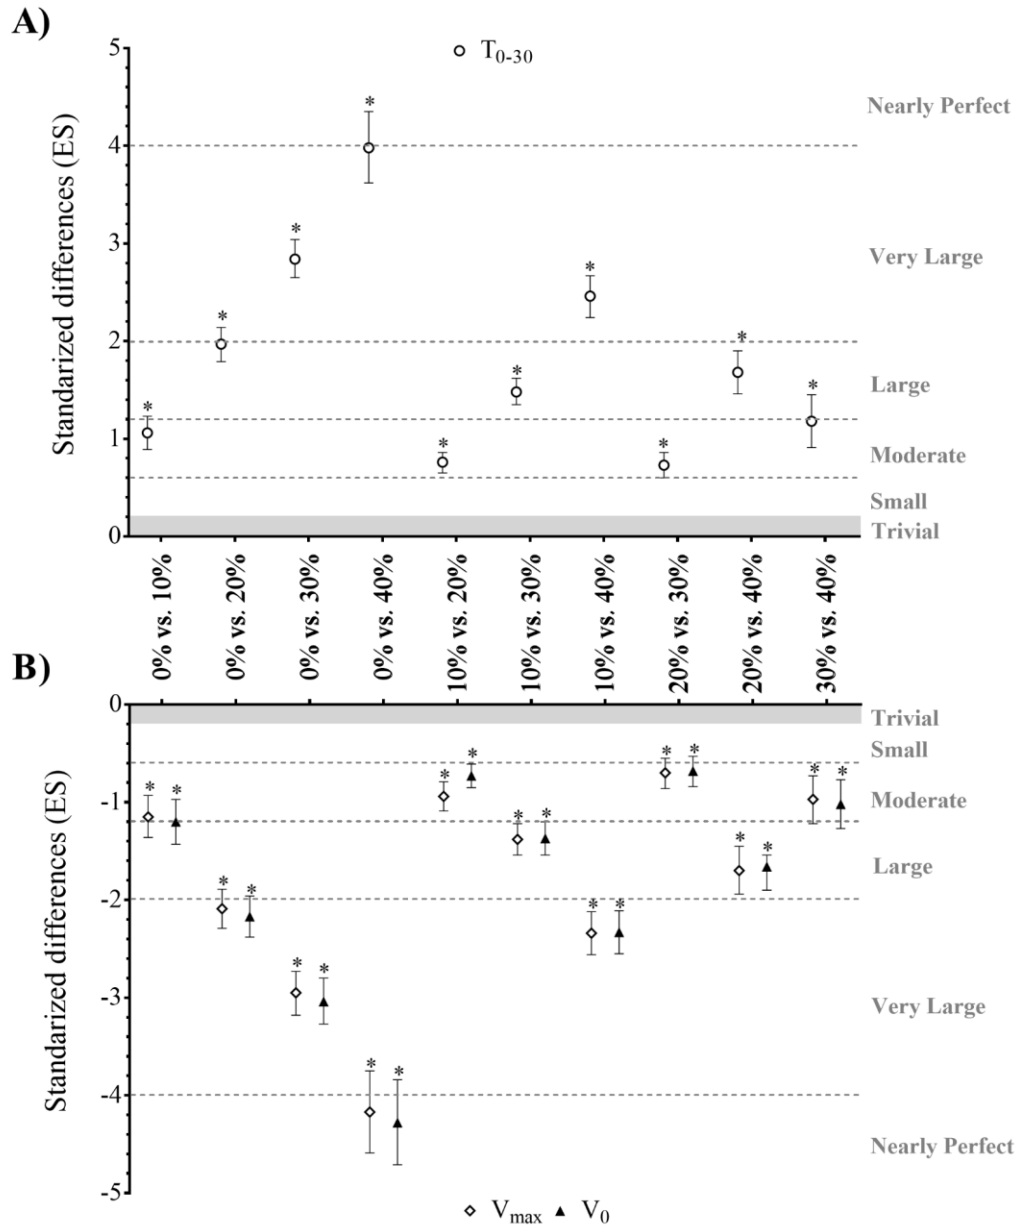 A)
T0-30
Standarized differences (ES)
5
4
3
2
1
0
Nearly Perfect
Very Large
Large
Moderate
Small
Trivial
0% vs. 10%
0% vs. 20%
0% vs. 30%
0% vs. 40%
10% vs. 20%
10% vs. 30%
10% vs. 40%
20% vs. 30%
20% vs. 40%
30% vs. 40%
B)
Standarized differences (ES)
0
-1
-2
-3
-4
-5
Trivial
Small
Moderate
Large
Very Large
Nearly Perfect
Vmax V0